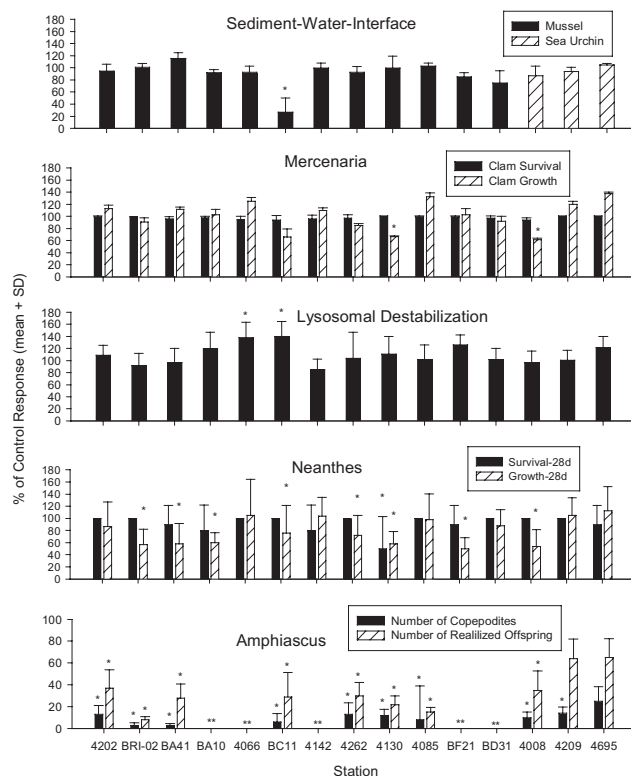 Sediment-Water-Interface
Mussel
Sea Urchin
180
160
140
120
100
80
60
40
20
0
*
Mercenaria
Clam Survival
Clam Growth
180
160
140
120
100
80
60
40
20
0
* *
Lysosomal Destabilization
180
160
140
120
100
80
60
40
20
0
* *
% of Control Response (mean + SD)
Neanthes
Survival-28d
Growth-28d
180
160
140
120
100
80
60
40
20
0
* * * * * * * * *
Amphiascus
Number of Copepodites
Number of Realilized Offspring
100
80
60
40
20
0
* * * * * * ** ** * * ** * * * * * * ** ** * * *
4202 BRI-02 BA41 BA10 4066 BC11 4142 4262 4130 4085 BF21 BD31 4008 4209 4695
Station